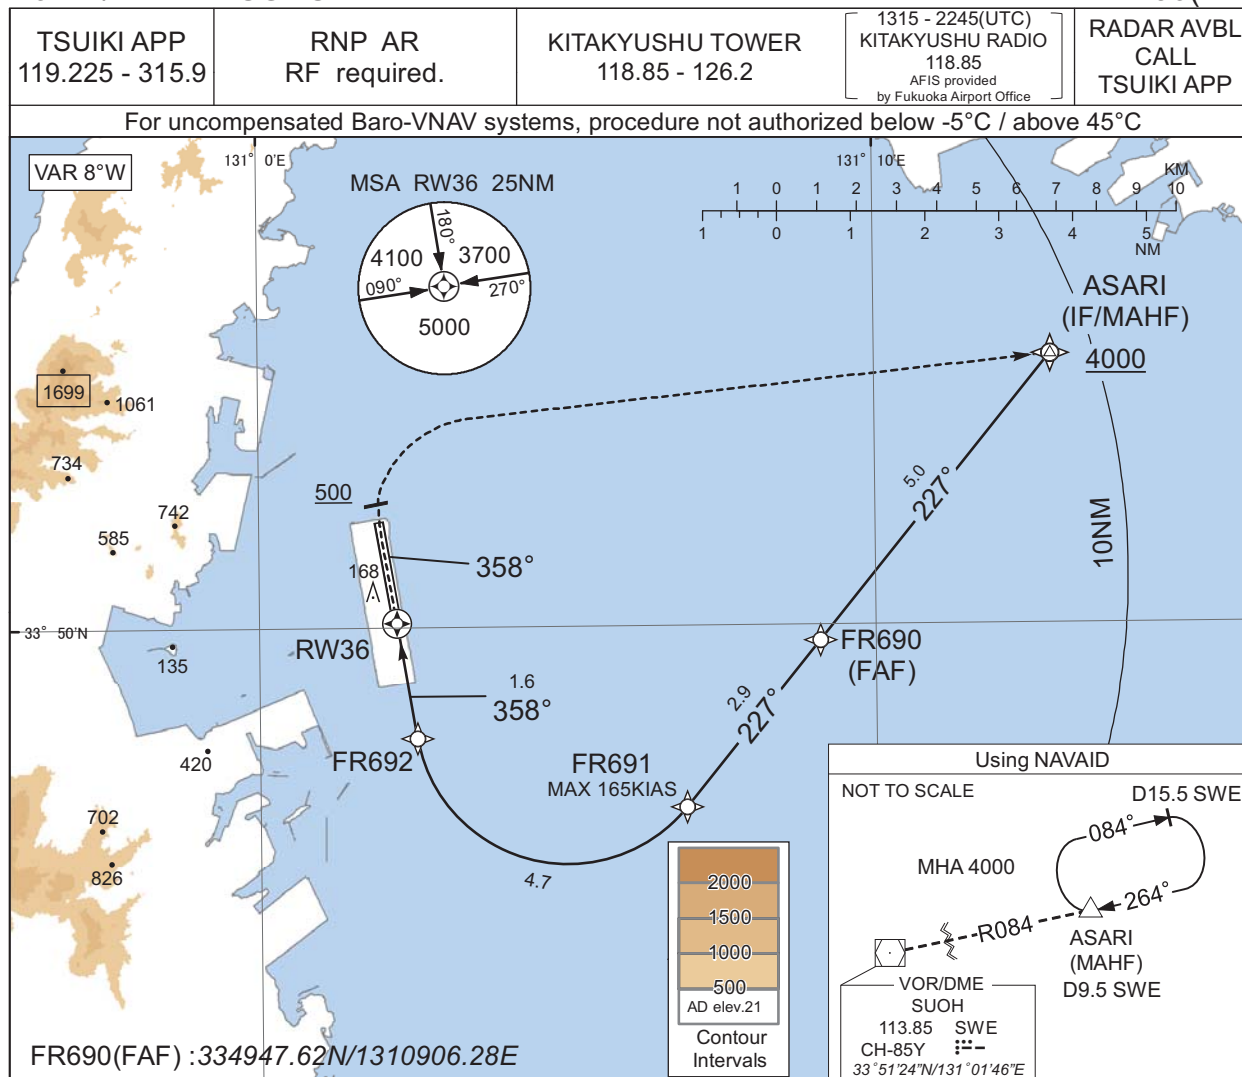 TSUIKI APP
119.225 - 315.9
RNP AR
RF required.
KITAKYUSHU TOWER
118.85 - 126.2
1315 - 2245(UTC)
KITAKYUSHU RADIO
118.85
AFIS provided
by Fukuoka Airport Office
RADAR AVBL
CALL
TSUIKI APP
For uncompensated Baro-VNAV systems, procedure not authorized below -5°C / above 45°C
VAR 8°W
131° 0'E
131° 10'E
MSA RW36 25NM
180°
4100
3700
090°
270°
5000
KM
1 0 1 2 3 4 5 6 7 8 9 10
1 0 1 2 3 4 5
NM
ASARI
(IF/MAHF)
4000
1699
1061
734
742
585
500
168
358°
5.0
227°
10NM
33° 50'N
RW36
135
FR690
(FAF)
1.6
358°
2.9
227°
FR692
420
FR691
MAX 165KIAS
4.7
702
826
2000
1500
1000
500
AD elev.21
Contour
Intervals
Using NAVAID
NOT TO SCALE
D15.5 SWE
084°
MHA 4000
264°
R084
ASARI
(MAHF)
D9.5 SWE
VOR/DME
SUOH
113.85 SWE
CH-85Y
33°51'24"N/131°01'46"E
FR690(FAF) :334947.62N/1310906.28E